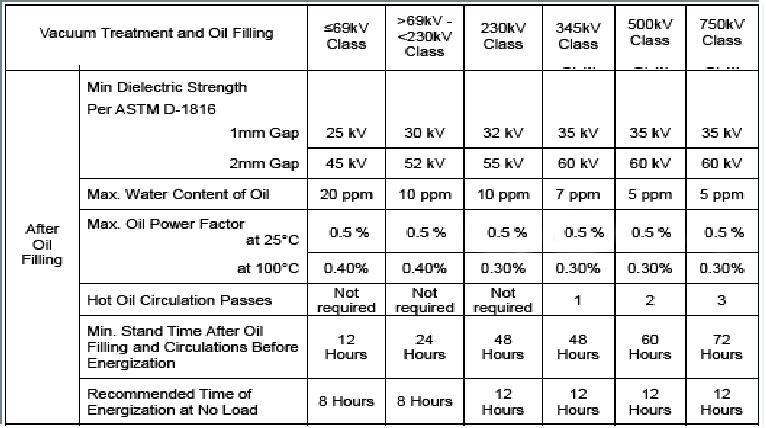 Vacuum Treatment and Oil Filling ≤69kV Class >69kV - <230kV Class 230kV Class 345kV Class 500kV Class 750kV Class
After Oil Filling
Min Dielectric Strength
Per ASTM D-1816
1mm Gap 25 kV 30 kV 32 kV 35 kV 35 kV 35 kV
2mm Gap 45 kV 52 kV 55 kV 60 kV 60 kV 60 kV
Max. Water Content of Oil 20 ppm 10 ppm 10 ppm 7 ppm 5 ppm 5 ppm
Max. Oil Power Factor
at 25°C 0.5 % 0.5 % 0.5 % 0.5 % 0.5 % 0.5 %
at 100°C 0.40% 0.40% 0.30% 0.30% 0.30% 0.30%
Hot Oil Circulation Passes Not required Not required Not required 1 2 3
Min. Stand Time After Oil
Filling and Circulations Before
Energization 12 Hours 24 Hours 48 Hours 48 Hours 60 Hours 72 Hours
Recommended Time of
Energization at No Load 8 Hours 8 Hours 12 Hours 12 Hours 12 Hours 12 Hours